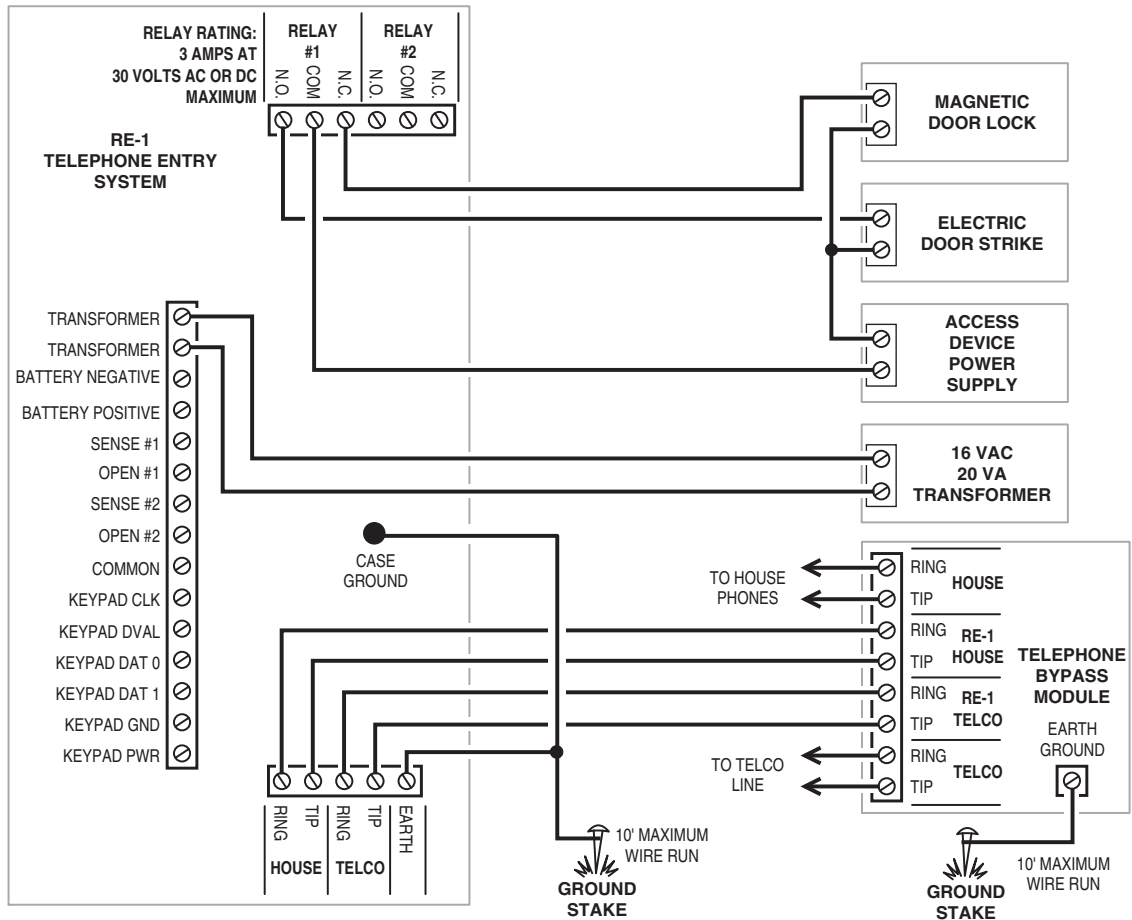 RELAY RATING:
3 AMPS AT
30 VOLTS AC OR DC
MAXIMUM
RELAY
#1
RELAY
#2
N.O.
COM
N.C.
N.O.
COM
N.C.
RE-1
TELEPHONE ENTRY
SYSTEM
MAGNETIC
DOOR LOCK
ELECTRIC
DOOR STRIKE
ACCESS
DEVICE
POWER
SUPPLY
16 VAC
20 VA
TRANSFORMER
TRANSFORMER
TRANSFORMER
BATTERY NEGATIVE
BATTERY POSITIVE
SENSE #1
OPEN #1
SENSE #2
OPEN #2
COMMON
KEYPAD CLK
KEYPAD DVAL
KEYPAD DAT 0
KEYPAD DAT 1
KEYPAD GND
KEYPAD PWR
CASE
GROUND
TO HOUSE
PHONES
TO TELCO
LINE
RING
TIP
HOUSE
RING
TIP
RE-1
HOUSE
RING
TIP
RE-1
TELCO
RING
TIP
TELCO
TELEPHONE
BYPASS
MODULE
EARTH
GROUND
RING
TIP
RING
TIP
EARTH
HOUSE
TELCO
10' MAXIMUM
WIRE RUN
GROUND
STAKE
10' MAXIMUM
WIRE RUN
GROUND
STAKE